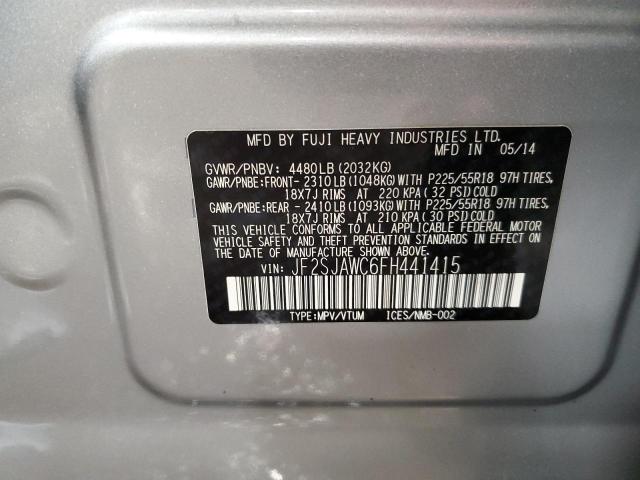 MFD BY FUJI HEAVY INDUSTRIES LTD.
MFD IN 05/14
GVWR/PNBV: 4480LB(2032KG)
GAWR/PNBE:FRONT- 2310LB(1048KG)WITH P225/55R18 97H TIRES,
18X7J RIMS AT 220 KPA (32 PSI)COLD
GAWR/PNBE:REAR - 2410LB(1093KG)WITH P225/55R18 97H TIRES,
18X7J RIMS AT 210 KPA (30 PSI)COLD
THIS VEHICLE CONFORMS TO ALL APPLICABLE FEDERAL MOTOR
VEHICLE SAFETY AND THEFT PREVENTION STANDARDS IN EFFECT ON
THE DATE OF MANUFACTURE SHOWN ABOVE.
VIN: JF2SJAWC6FH441415
TYPE:MPV/VTUM ICES/NMB-002